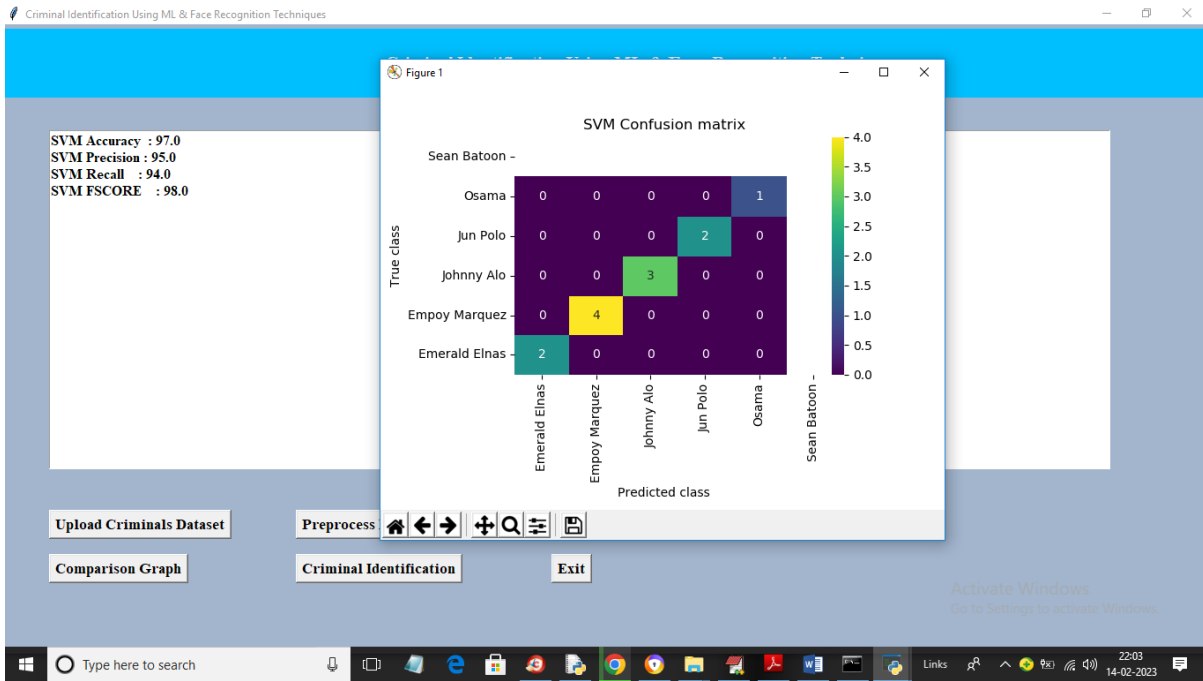 Criminal Identification Using ML & Face Recognition Techniques
Figure 1
SVM Accuracy : 97.0
SVM Precision : 95.0
SVM Recall : 94.0
SVM FSCORE : 98.0
SVM Confusion matrix
True class
Sean Batoon
Osama 0 0 0 0 1
Jun Polo 0 0 0 2 0
Johnny Alo 0 0 3 0 0
Empoy Marquez 0 4 0 0 0
Emerald Elnas 2 0 0 0 0
4.0
3.5
3.0
2.5
2.0
1.5
1.0
0.5
0.0
Emerald Elnas
Empoy Marquez
Johnny Alo
Jun Polo
Osama
Sean Batoon
Predicted class
Upload Criminals Dataset
Preprocess
Comparison Graph
Criminal Identification
Exit
Activate Windows
Go to Settings to activate Windows.
Type here to search
Links
22:03
14-02-2023